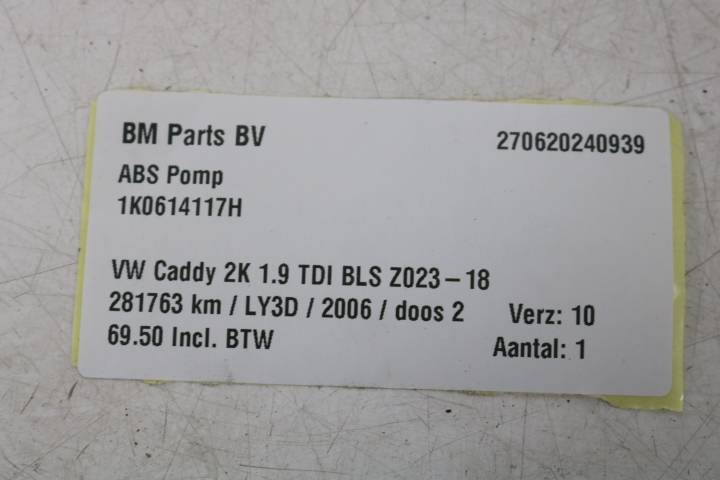 BM Parts BV 270620240939
ABS Pomp
1K0614117H
VW Caddy 2K 1.9 TDI BLS Z023-18
281763 km / LY3D / 2006 / doos 2 Verz: 10
69.50 Incl. BTW Aantal: 1